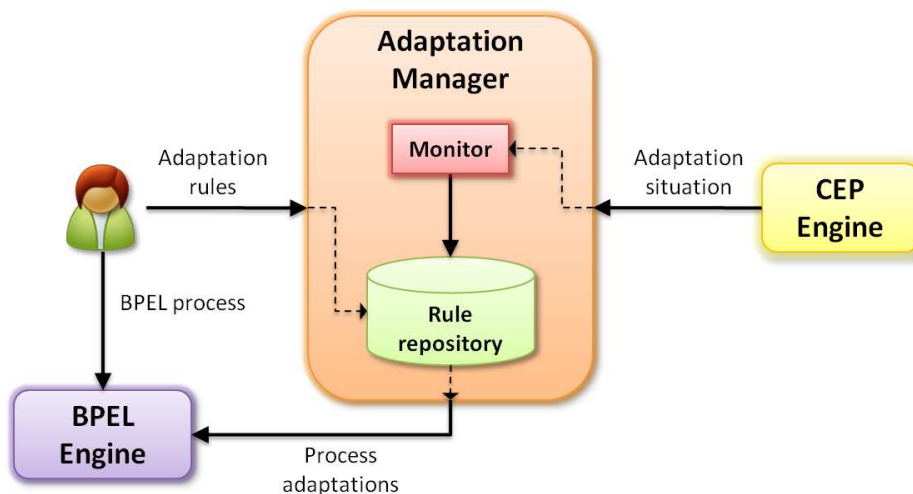 Adaptation
Manager
Monitor
Adaptation
rules
Adaptation
situation
CEP
Engine
BPEL process
Rule
repository
BPEL
Engine
Process
adaptations